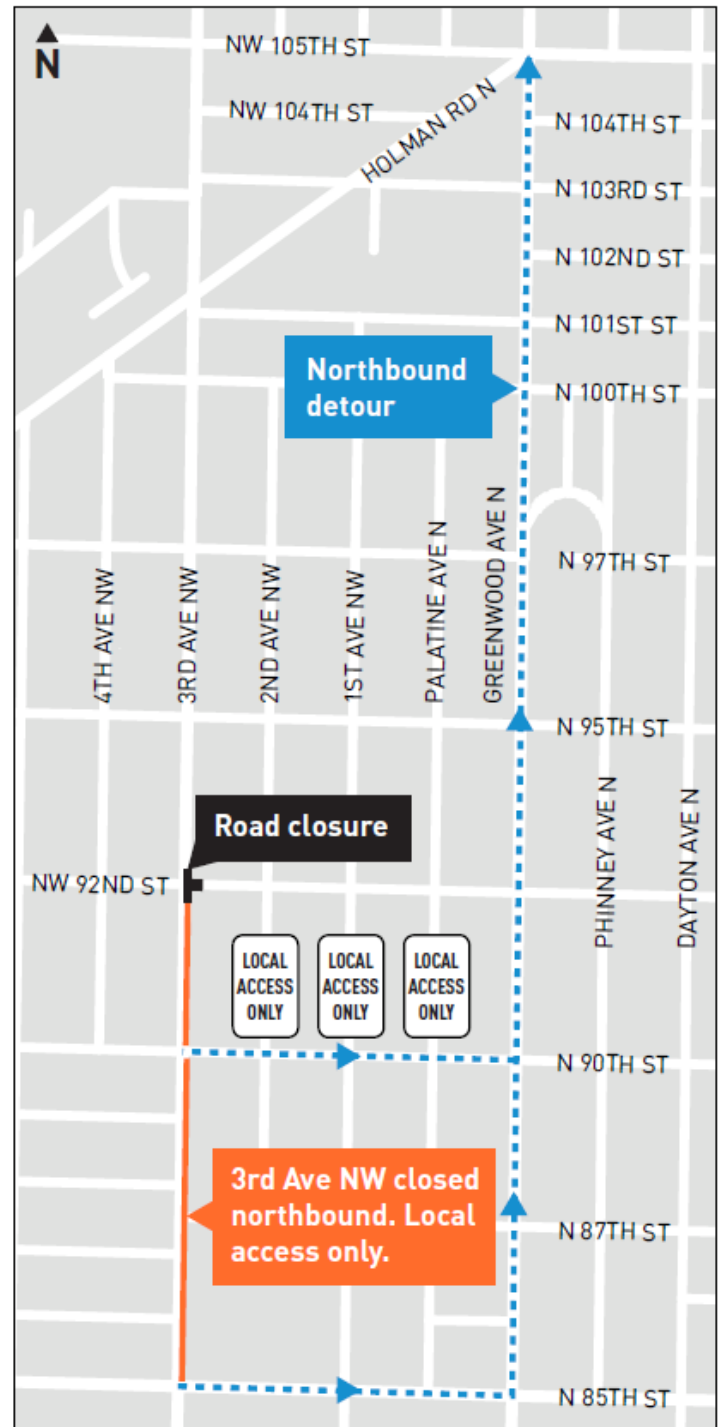 N
NW 105TH ST
NW 104TH ST
HOLMAN RD N
N 104TH ST
N 103RD ST
N 102ND ST
N 101ST ST
Northbound
detour
N 100TH ST
4TH AVE NW
3RD AVE NW
2ND AVE NW
1ST AVE NW
PALATINE AVE N
GREENWOOD AVE N
N 97TH ST
N 95TH ST
Road closure
NW 92ND ST
PHINNEY AVE N
DAYTON AVE N
LOCAL
ACCESS
ONLY
LOCAL
ACCESS
ONLY
LOCAL
ACCESS
ONLY
N 90TH ST
3rd Ave NW closed
northbound. Local
access only.
N 87TH ST
N 85TH ST